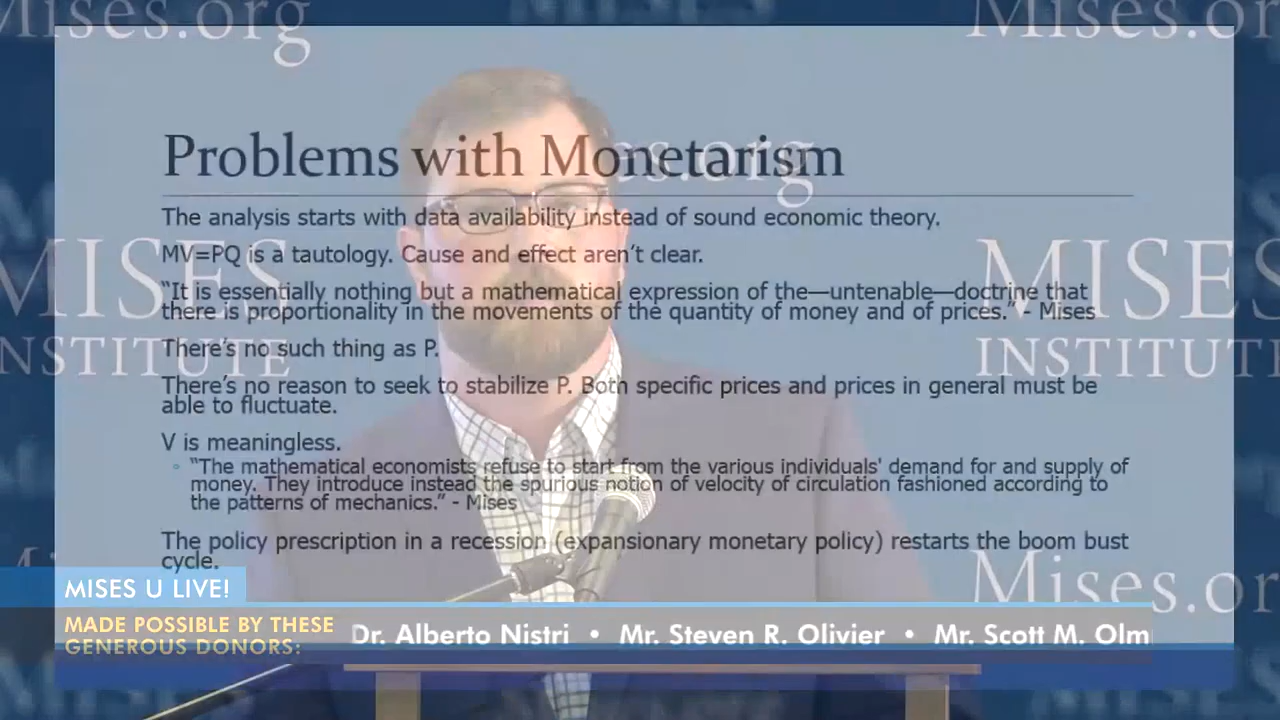 Mises.org
Mises.org
Problems with Monetarism
es.org
The analysis starts with data availability instead of sound economic theory.
MV=PQ is a tautology. Cause and effect aren’t clear.
MISES
INSTITUTE
MISES
INSTITUTE
“It is essentially nothing but a mathematical expression of the—untenable—doctrine that
there is proportionality in the movements of the quantity of money and of prices.” - Mises
There’s no such thing as P.
There’s no reason to seek to stabilize P. Both specific prices and prices in general must be
able to fluctuate.
V is meaningless.
“The mathematical economists refuse to start from the various individuals' demand for and supply of
money. They introduce instead the spurious notion of velocity of circulation fashioned according to
the patterns of mechanics.” - Mises
The policy prescription in a recession (expansionary monetary policy) restarts the boom bust
cycle.
Mises.or
MISES U LIVE!
MADE POSSIBLE BY THESE
GENEROUS DONORS:
Dr. Alberto Nistri • Mr. Steven R. Olivier • Mr. Scott M. Olm